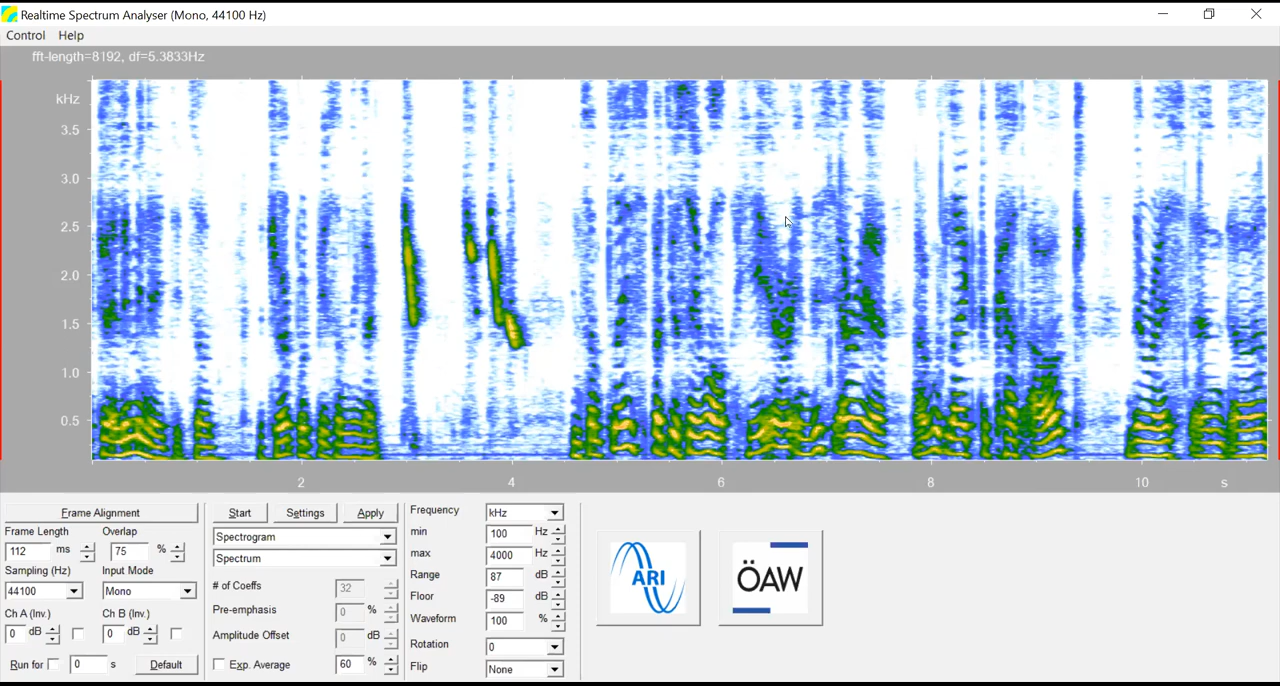 Realtime Spectrum Analyser (Mono, 44100 Hz)
Control Help
fft-length=8192, df=5.3833Hz
kHz
3.5
3.0
2.5
2.0
1.5
1.0
0.5
2 4 6 8 10 s
Frame Alignment
Frame Length Overlap
112 ms 75 %
Sampling (Hz) Input Mode
44100 Mono
Ch A (Inv.) Ch B (Inv.)
0 dB 0 dB
Run for 0 s Default
Start Settings Apply
Spectrogram
Spectrum
# of Coeffs 32
Pre-emphasis 0 %
Amplitude Offset 0 dB
Exp. Average 60 %
Frequency kHz
min 100 Hz
max 4000 Hz
Range 87 dB
Floor -89 dB
Waveform 100 %
Rotation 0
Flip None
ARI
ÖAW